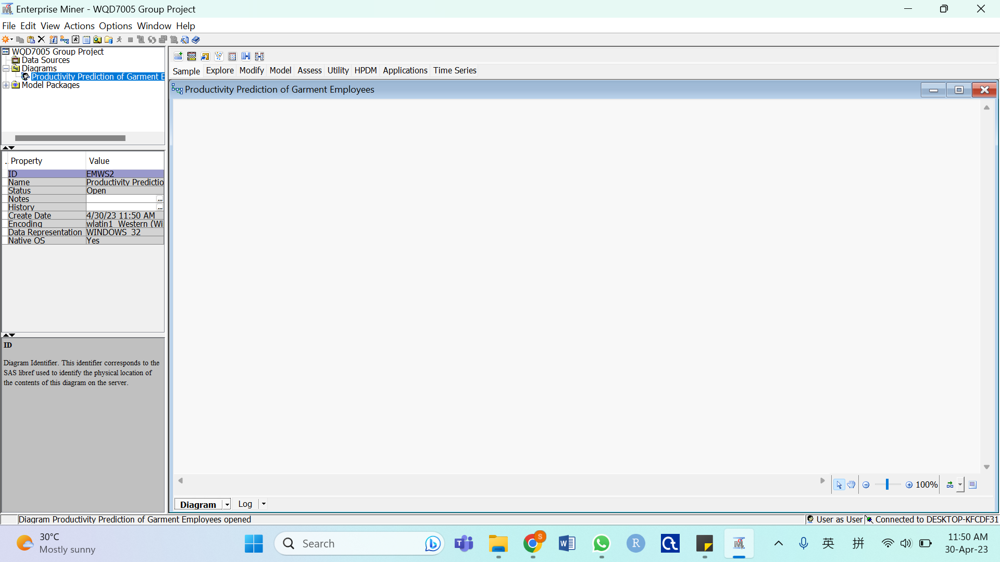 Enterprise Miner - WQD7005 Group Project
File Edit View Actions Options Window Help
WQD7005 Group Project
Data Sources
Diagrams
Productivity Prediction of Garment E
Model Packages
Sample Explore Modify Model Assess Utility HPDM Applications Time Series
Productivity Prediction of Garment Employees
. Property Value
ID EMWS2
Name Productivity Predictio
Status Open
Notes ...
History ...
Create Date 4/30/23 11:50 AM
Encoding wlatin1 Western (Wi
Data Representation WINDOWS_32
Native OS Yes
ID
Diagram Identifier. This identifier corresponds to the
SAS libref used to identify the physical location of
the contents of this diagram on the server.
100%
Diagram Log
Diagram Productivity Prediction of Garment Employees opened
User as User Connected to DESKTOP-KFCDF31
30°C
Mostly sunny
Search
英 拼
11:50 AM
30-Apr-23